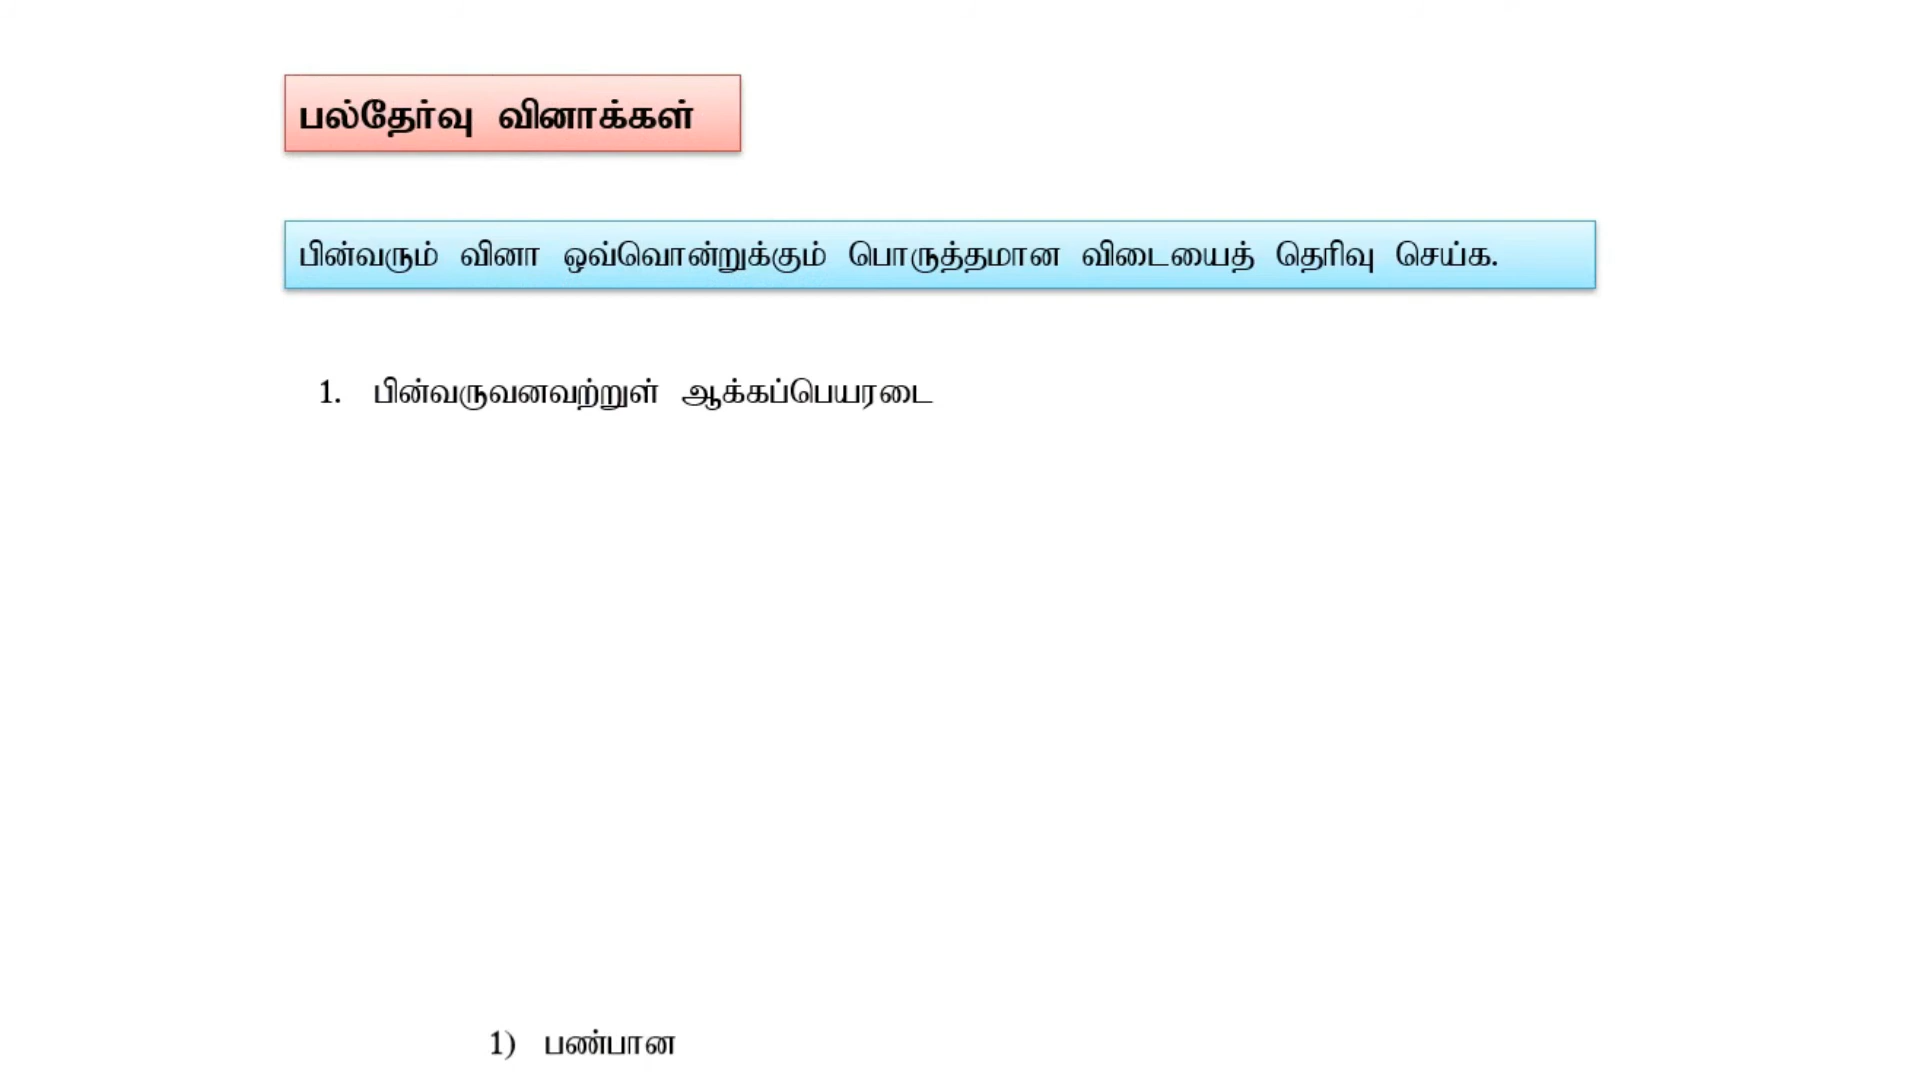 பல்தேர்வு வினாக்கள்
பின்வரும் வினா ஒவ்வொன்றுக்கும் பொருத்தமான விடையைத் தெரிவு செய்க.
1. பின்வருவனவற்றுள் ஆக்கப்பெயரடை
1) பண்பான